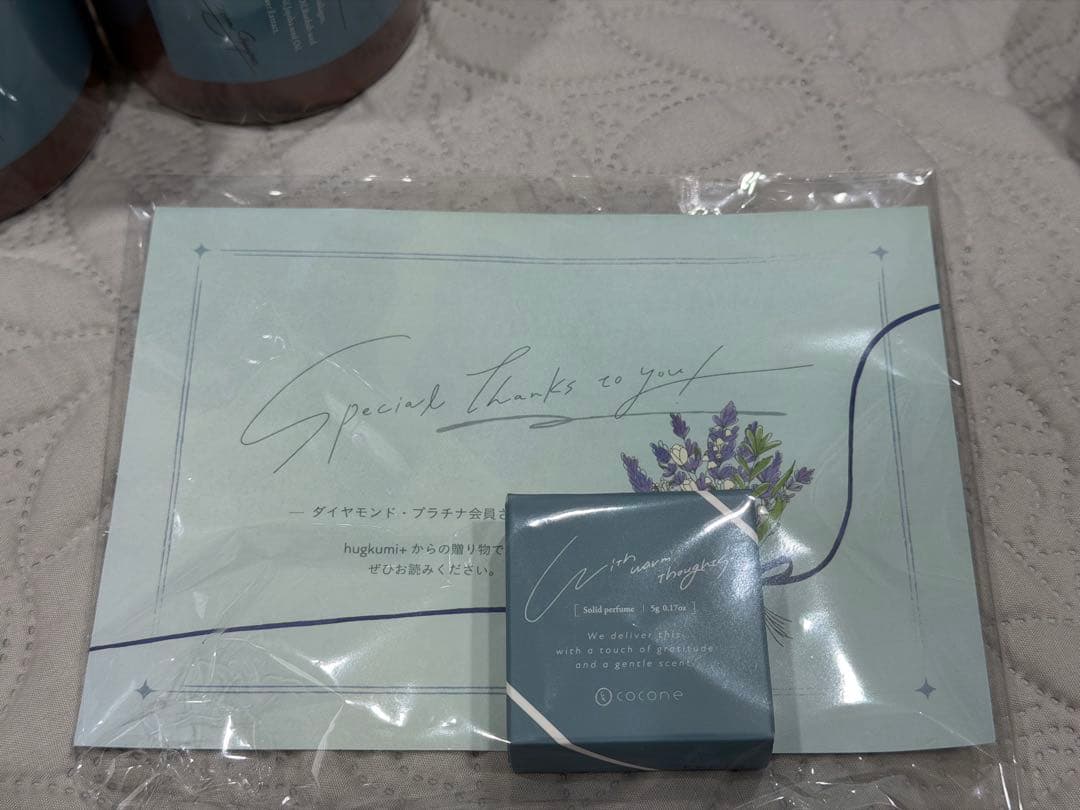 Special Thanks to you!
― ダイヤモンド・プラチナ会員さ
hugkumi+ からの贈り物で
ぜひお読みください。
With warm thoughts
[ Solid perfume | 5g 0.17oz ]
We deliver this
with a touch of gratitude
and a gentle scent.
cocone